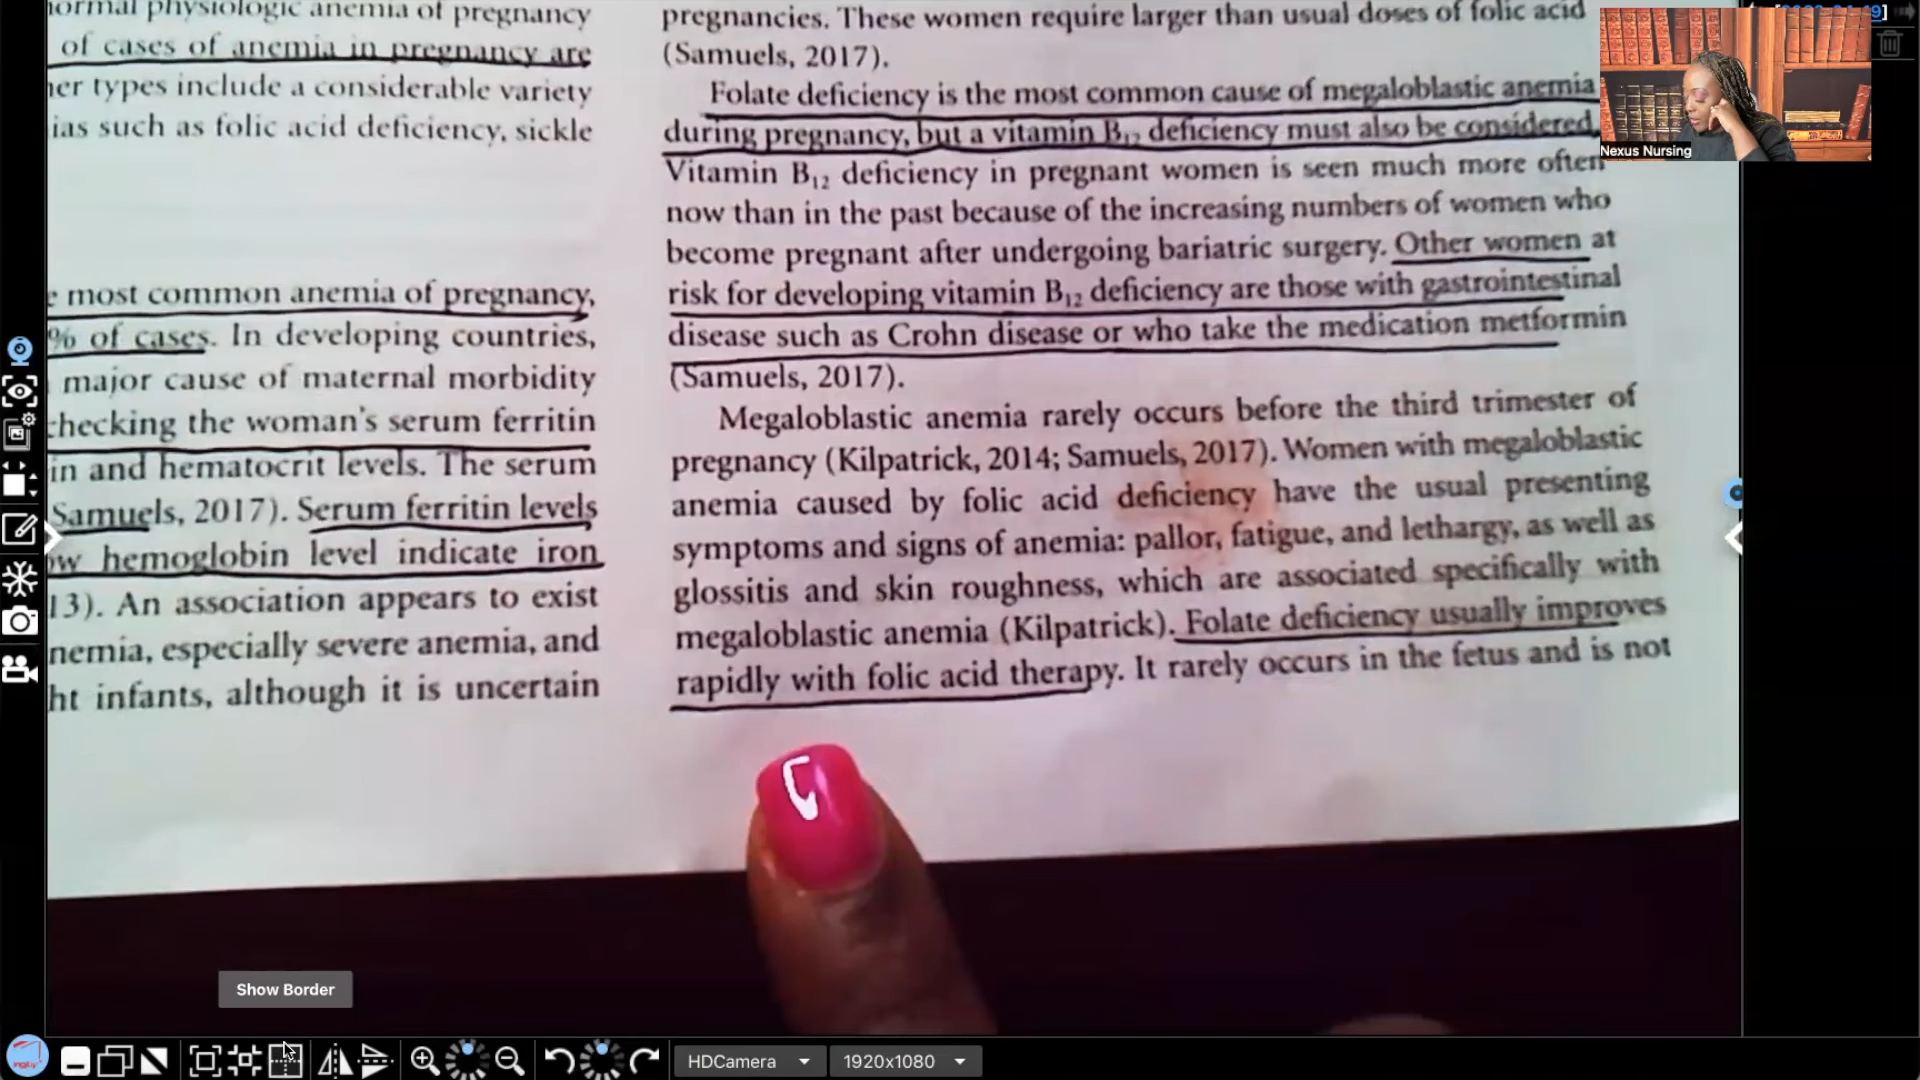 normal physiologic anemia of pregnancy
of cases of anemia in pregnancy are
her types include a considerable variety
ias such as folic acid deficiency, sickle
e most common anemia of pregnancy,
% of cases. In developing countries,
major cause of maternal morbidity
checking the woman's serum ferritin
in and hematocrit levels. The serum
Samuels, 2017). Serum ferritin levels
ow hemoglobin level indicate iron
13). An association appears to exist
nemia, especially severe anemia, and
ht infants, although it is uncertain
pregnancies. These women require larger than usual doses of folic acid
(Samuels, 2017).
Folate deficiency is the most common cause of megaloblastic anemia
during pregnancy, but a vitamin B12 deficiency must also be considered.
Vitamin B12 deficiency in pregnant women is seen much more often
now than in the past because of the increasing numbers of women who
become pregnant after undergoing bariatric surgery. Other women at
risk for developing vitamin B12 deficiency are those with gastrointestinal
disease such as Crohn disease or who take the medication metformin
(Samuels, 2017).
Megaloblastic anemia rarely occurs before the third trimester of
pregnancy (Kilpatrick, 2014; Samuels, 2017). Women with megaloblastic
anemia caused by folic acid deficiency have the usual presenting
symptoms and signs of anemia: pallor, fatigue, and lethargy, as well as
glossitis and skin roughness, which are associated specifically with
megaloblastic anemia (Kilpatrick). Folate deficiency usually improves
rapidly with folic acid therapy. It rarely occurs in the fetus and is not
Nexus Nursing
Show Border
HDCamera
1920x1080